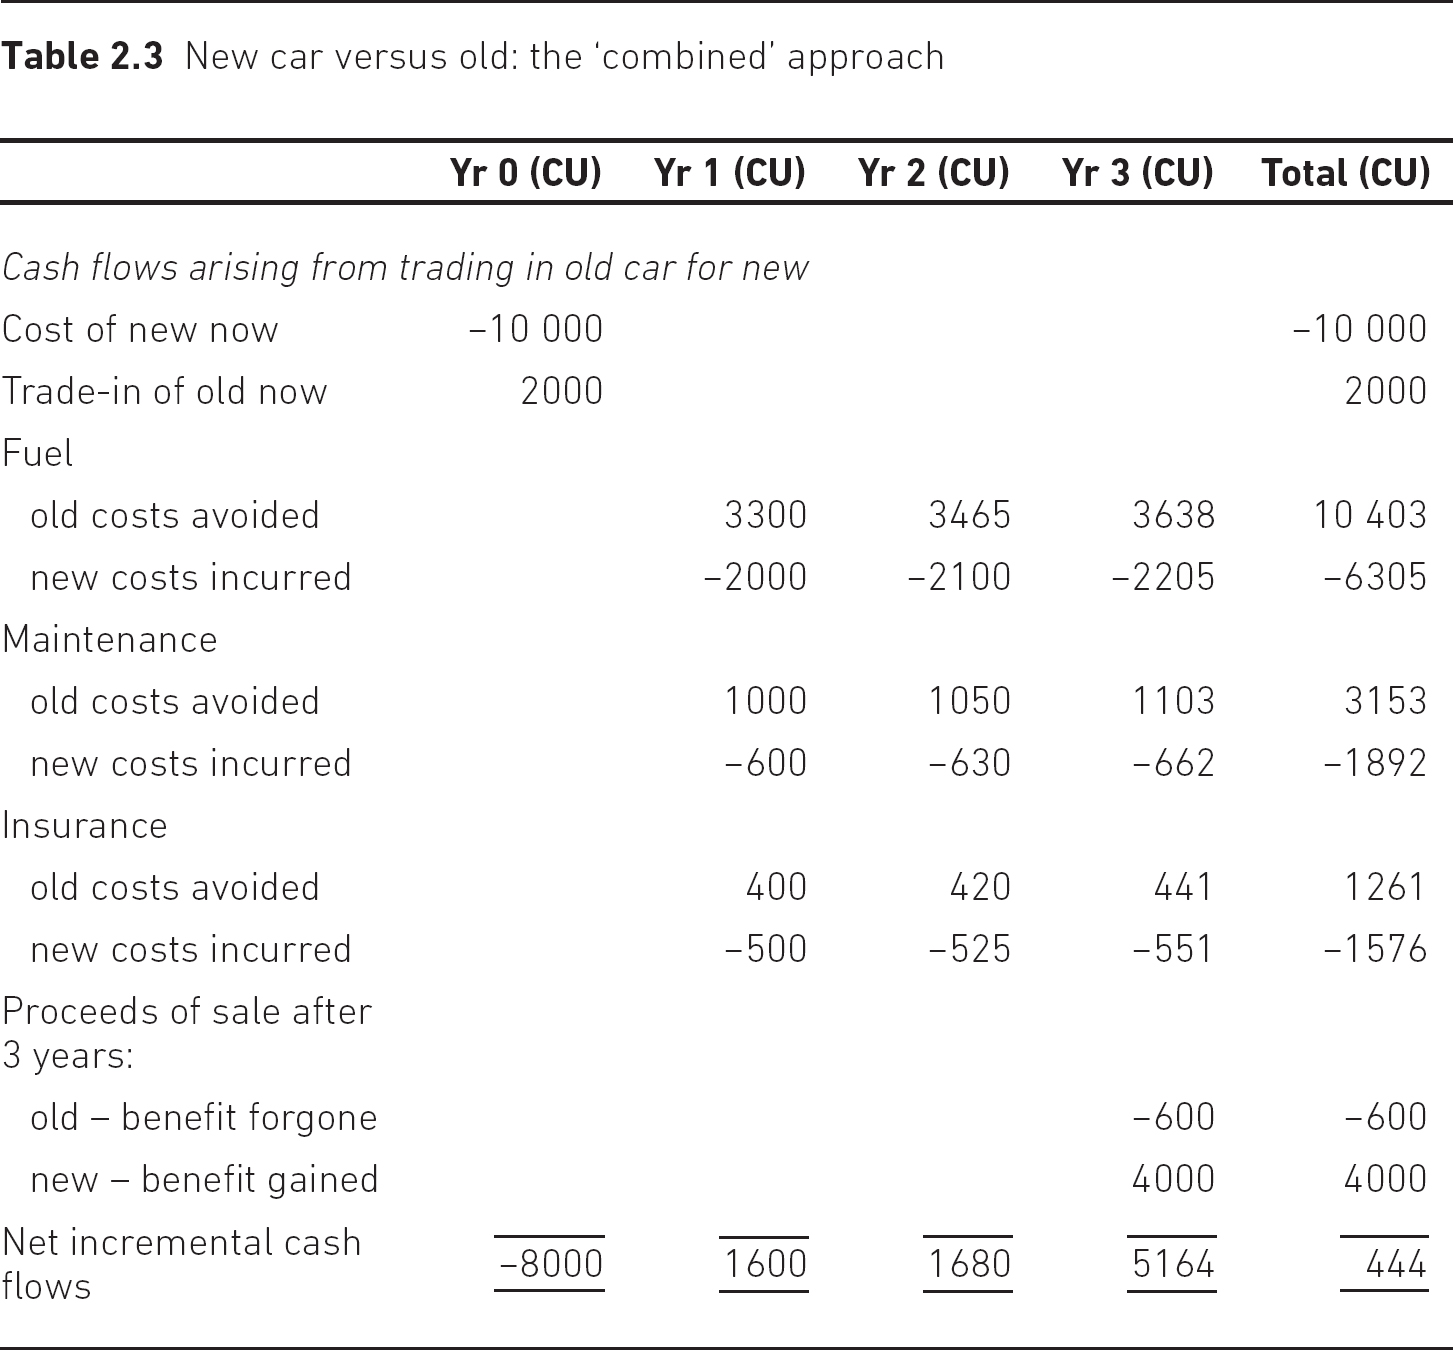 Table 2.3 New car versus old: the ‘combined’ approach
Yr 0 (CU) Yr 1 (CU) Yr 2 (CU) Yr 3 (CU) Total (CU)
Cash flows arising from trading in old car for new
Cost of new now –10 000 –10 000
Trade-in of old now 2000 2000
Fuel
old costs avoided 3300 3465 3638 10 403
new costs incurred –2000 –2100 –2205 –6305
Maintenance
old costs avoided 1000 1050 1103 3153
new costs incurred –600 –630 –662 –1892
Insurance
old costs avoided 400 420 441 1261
new costs incurred –500 –525 –551 –1576
Proceeds of sale after
3 years:
old – benefit forgone –600 –600
new – benefit gained 4000 4000
Net incremental cash
flows –8000 1600 1680 5164 444